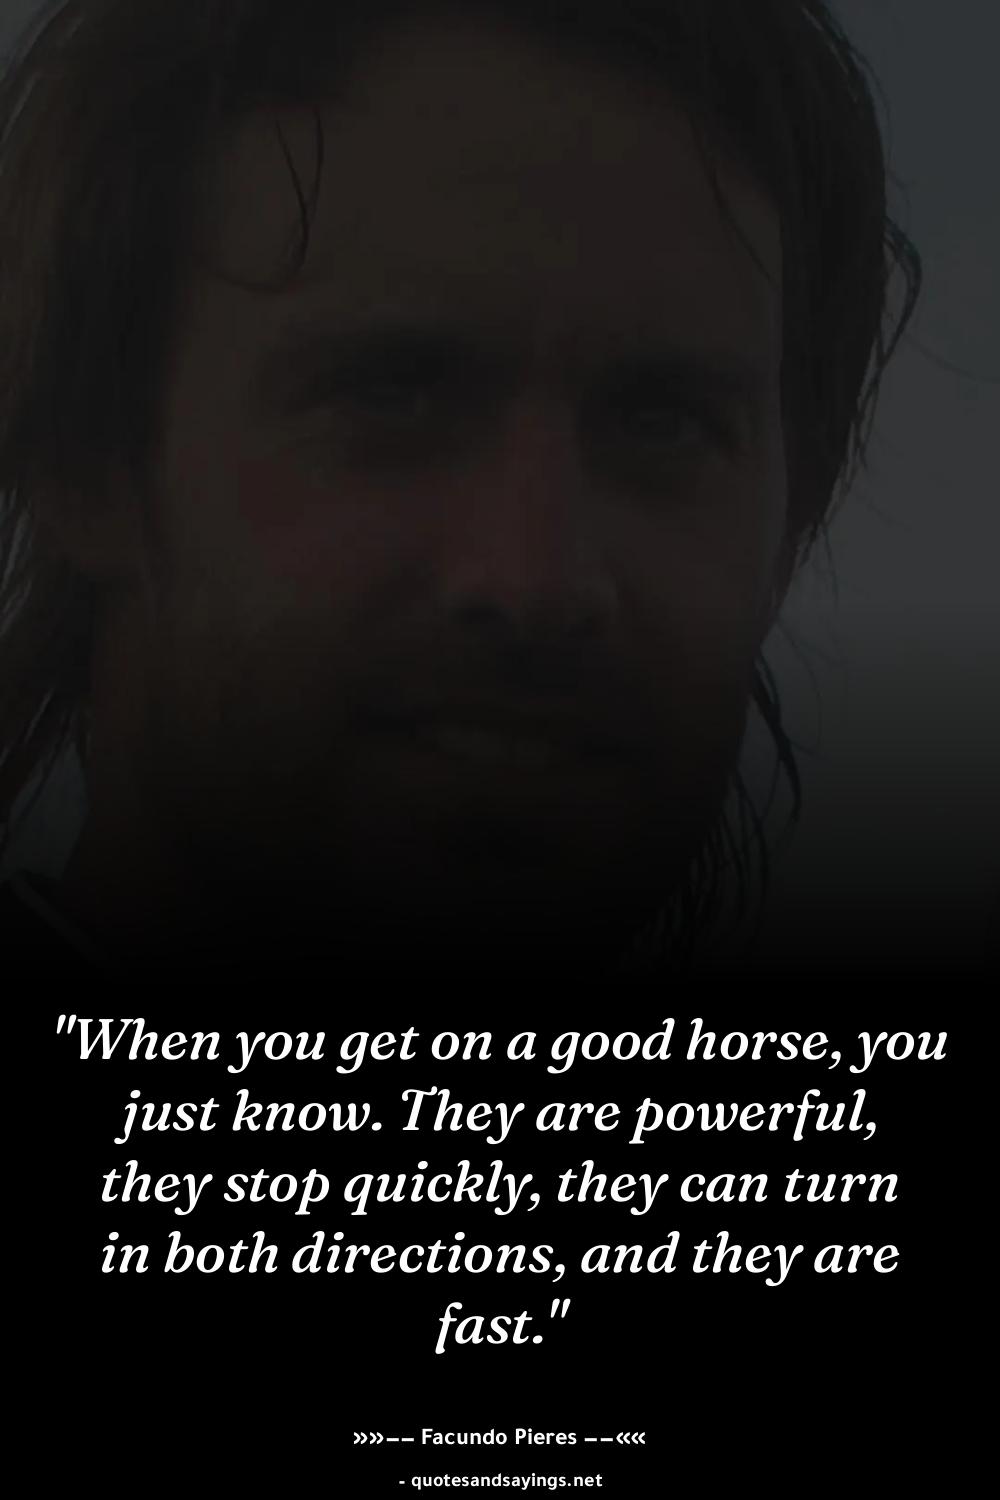 "When you get on a good horse, you
just know. They are powerful,
they stop quickly, they can turn
in both directions, and they are
fast."
»»−− Facundo Pieres −−««
- quotesandsayings.net